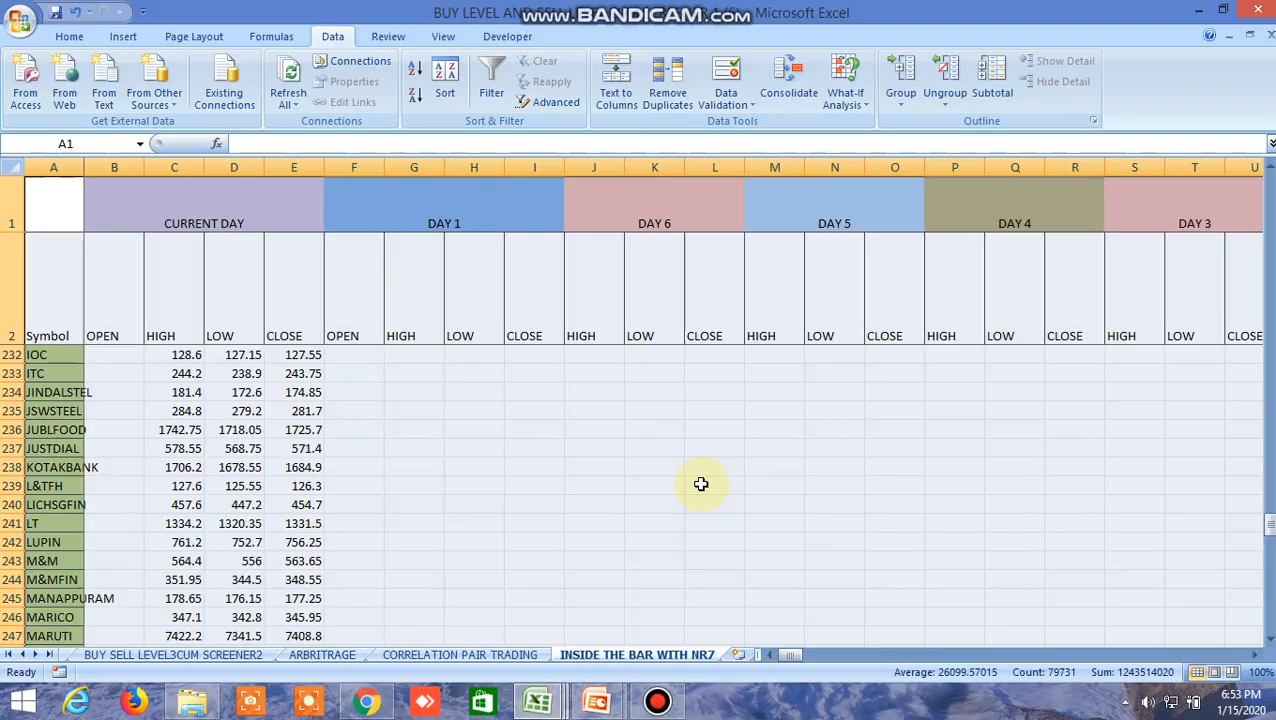 BUY LEVEL AND
- Microsoft Excel
www.BANDICAM.com
Home Insert Page Layout Formulas Data Review View Developer
From Access From Web From Text From Other Sources Existing Connections
Get External Data
Refresh All Connections Properties Edit Links
Connections
Sort Filter Clear Reapply Advanced
Sort & Filter
Text to Columns Remove Duplicates Data Validation Consolidate What-If Analysis
Data Tools
Group Ungroup Subtotal Show Detail Hide Detail
Outline
A1 fx
A B C D E F G H I J K L M N O P Q R S T U
1 CURRENT DAY DAY 1 DAY 6 DAY 5 DAY 4 DAY 3
2 Symbol OPEN HIGH LOW CLOSE OPEN HIGH LOW CLOSE HIGH LOW CLOSE HIGH LOW CLOSE HIGH LOW CLOSE HIGH LOW CLOSE
232 IOC 128.6 127.15 127.55
233 ITC 244.2 238.9 243.75
234 JINDALSTEL 181.4 172.6 174.85
235 JSWSTEEL 284.8 279.2 281.7
236 JUBLFOOD 1742.75 1718.05 1725.7
237 JUSTDIAL 578.55 568.75 571.4
238 KOTAKBANK 1706.2 1678.55 1684.9
239 L&TFH 127.6 125.55 126.3
240 LICHSGFIN 457.6 447.2 454.7
241 LT 1334.2 1320.35 1331.5
242 LUPIN 761.2 752.7 756.25
243 M&M 564.4 556 563.65
244 M&MFIN 351.95 344.5 348.55
245 MANAPPURAM 178.65 176.15 177.25
246 MARICO 347.1 342.8 345.95
247 MARUTI 7422.2 7341.5 7408.8
BUY SELL LEVEL3CUM SCREENER2 ARBRITRAGE CORRELATION PAIR TRADING INSIDE THE BAR WITH NR7
Ready Average: 26099.57015 Count: 79731 Sum: 1243514020 100%
6:53 PM
1/15/2020